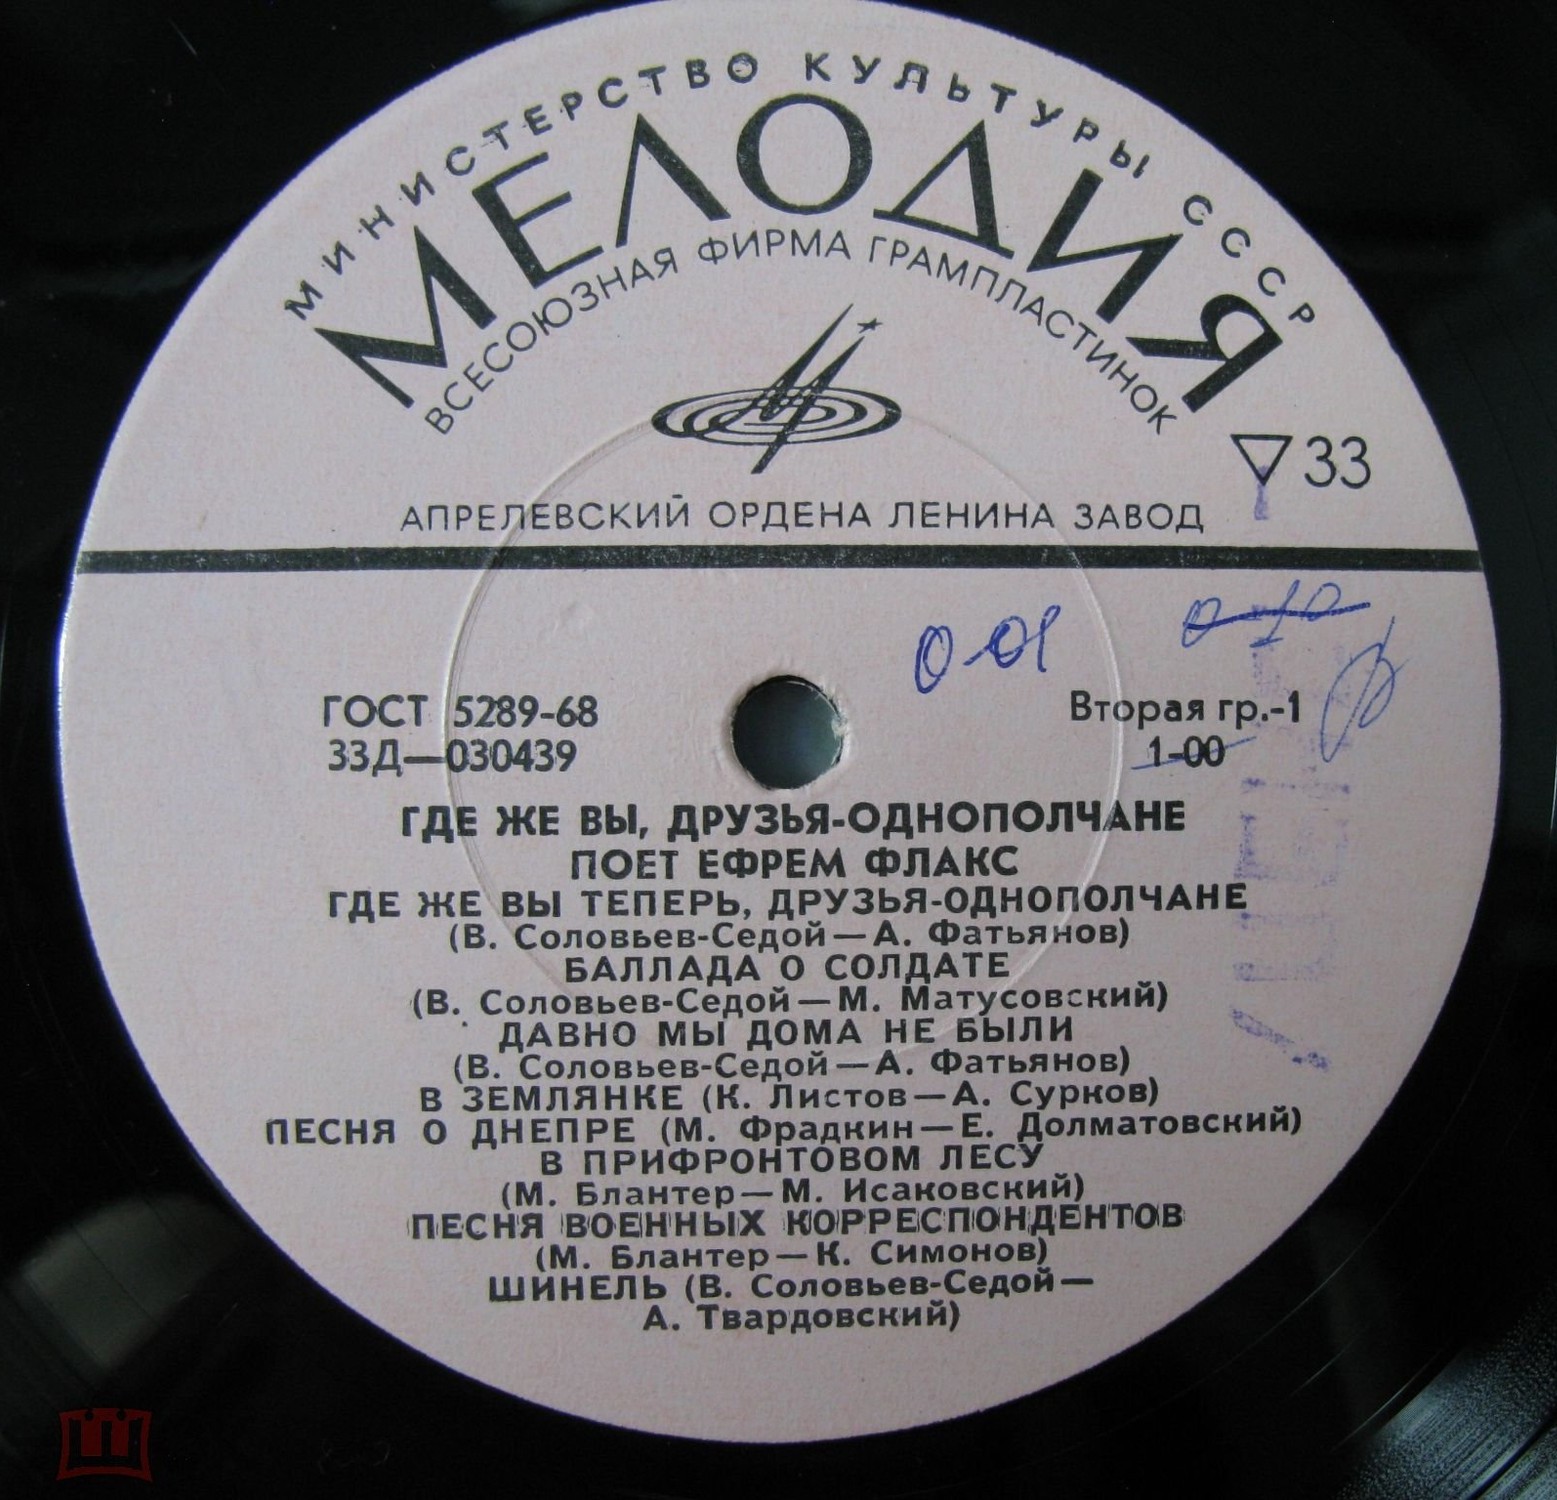 МИНИСТЕРСТВО КУЛЬТУРЫ СССР
МЕЛОДИЯ
ВСЕСОЮЗНАЯ ФИРМА ГРАМПЛАСТИНОК
33
АПРЕЛЕВСКИЙ ОРДЕНА ЛЕНИНА ЗАВОД
0-01
ГОСТ 5289-68
Вторая гр.-1
33Д—030439
1-00
ГДЕ ЖЕ ВЫ, ДРУЗЬЯ-ОДНОПОЛЧАНЕ
ПОЕТ ЕФРЕМ ФЛАКС
ГДЕ ЖЕ ВЫ ТЕПЕРЬ, ДРУЗЬЯ-ОДНОПОЛЧАНЕ
(В. Соловьев-Седой—А. Фатьянов)
БАЛЛАДА О СОЛДАТЕ
(В. Соловьев-Седой—М. Матусовский)
ДАВНО МЫ ДОМА НЕ БЫЛИ
(В. Соловьев-Седой—А. Фатьянов)
В ЗЕМЛЯНКЕ (К. Листов—А. Сурков)
ПЕСНЯ О ДНЕПРЕ (М. Фрадкин—Е. Долматовский)
В ПРИФРОНТОВОМ ЛЕСУ
(М. Блантер—М. Исаковский)
ПЕСНЯ ВОЕННЫХ КОРРЕСПОНДЕНТОВ
(М. Блантер—К. Симонов)
ШИНЕЛЬ (В. Соловьев-Седой—
А. Твардовский)